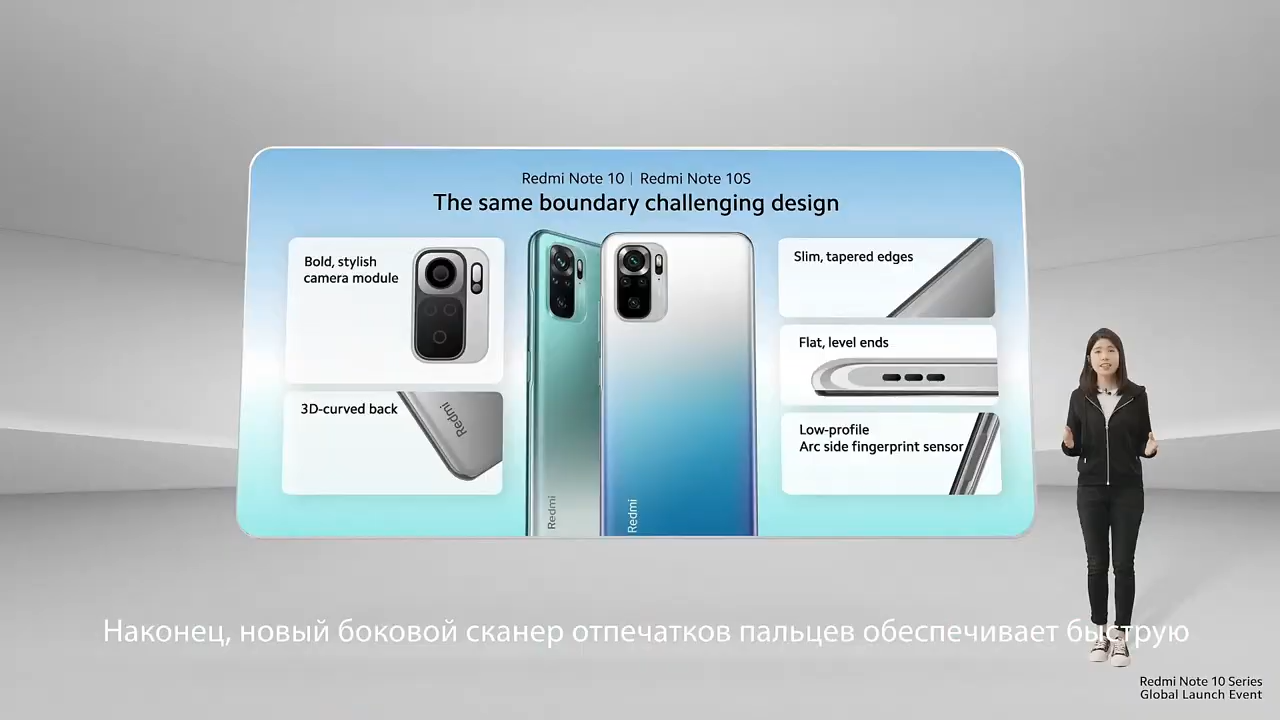 Redmi Note 10 | Redmi Note 10S
The same boundary challenging design
Bold, stylish
camera module
3D-curved back
Redmi
Redmi
Redmi
Slim, tapered edges
Flat, level ends
Low-profile
Arc side fingerprint sensor
Наконец, новый боковой сканер отпечатков пальцев обеспечивает быструю
Redmi Note 10 Series
Global Launch Event